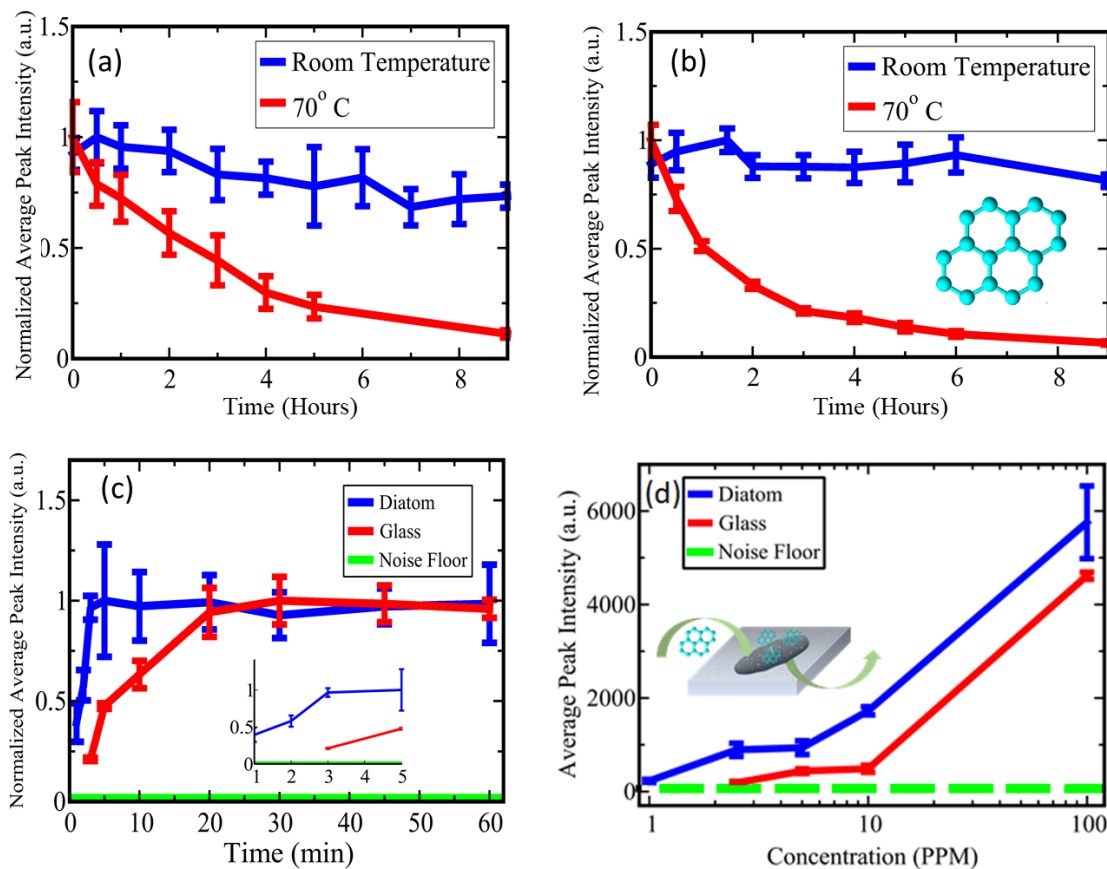 (a)
Room Temperature
70° C
Normalized Average Peak Intensity (a.u.)
1.5
1
0.5
0
0 2 4 6 8
Time (Hours)
(b)
Room Temperature
70° C
Normalized Average Peak Intensity (a.u.)
1.5
1
0.5
0
0 2 4 6 8
Time (Hours)
(c)
Diatom
Glass
Noise Floor
Normalized Average Peak Intensity (a.u.)
1.5
1
0.5
0
1
0.5
0
1 2 3 4 5
0 10 20 30 40 50 60
Time (min)
(d)
Diatom
Glass
Noise Floor
Average Peak Intensity (a.u.)
6000
4000
2000
0
1 10 100
Concentration (PPM)